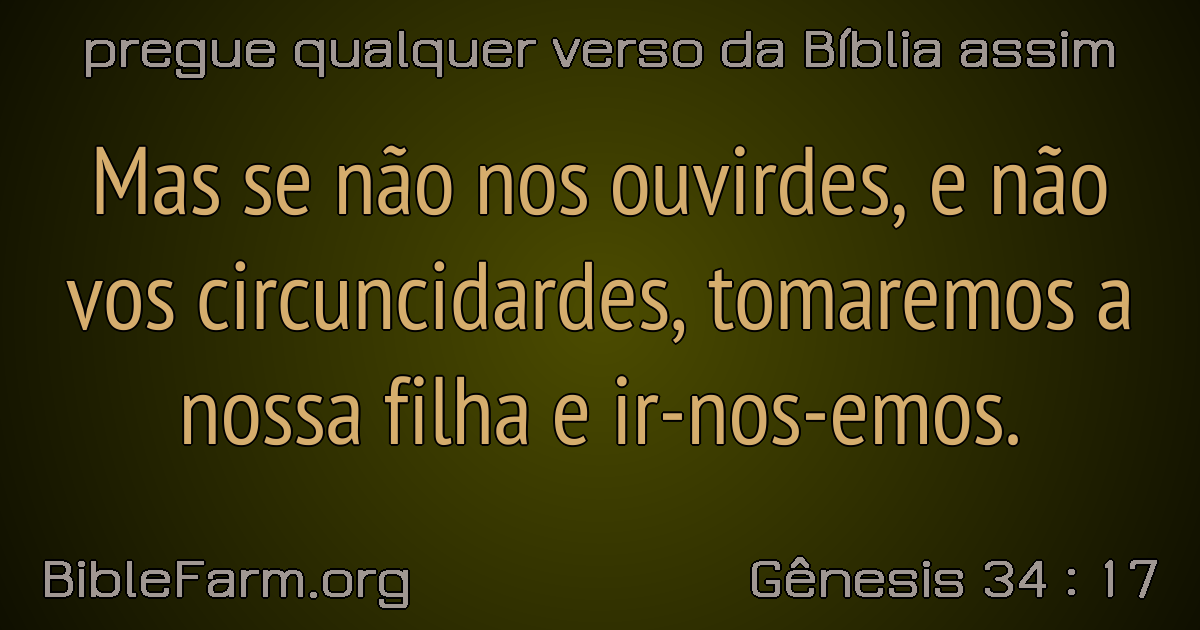 pregue qualquer verso da Bíblia assim
Mas se não nos ouvirdes, e não
vos circuncidardes, tomaremos a
nossa filha e ir-nos-emos.
BibleFarm.org
Gênesis 34 : 17